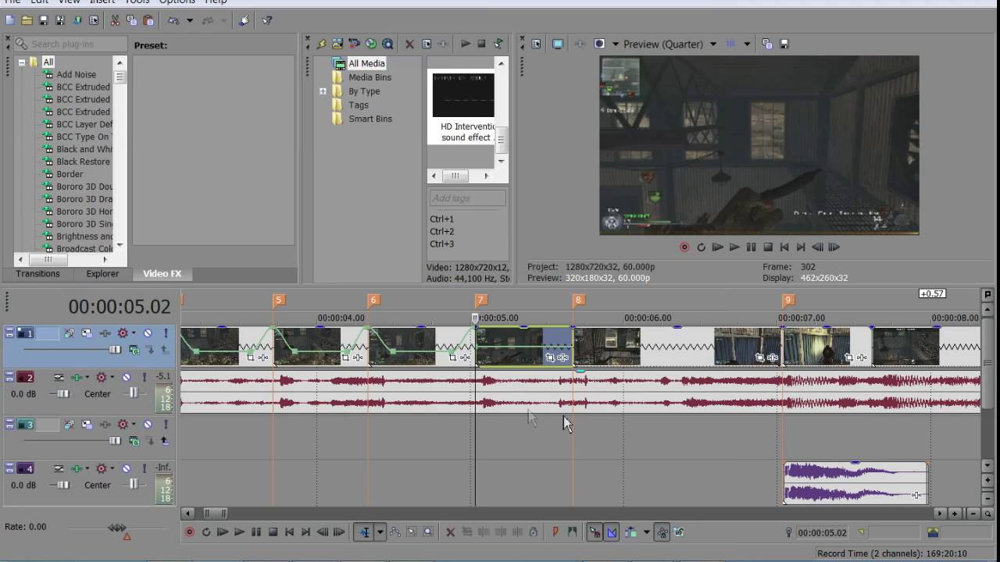 File Edit View Insert Tools Options Help
Search plug-ins
Preset:
All
Add Noise
BCC Extruded
BCC Extruded
BCC Extruded
BCC Layer Def
BCC Type On
Black and Whi
Black Restore
Border
Bororo 3D Dou
Bororo 3D Dra
Bororo 3D Hor
Bororo 3D Sin
Brightness and
Broadcast Colo
Transitions Explorer Video FX
All Media
Media Bins
By Type
Tags
Smart Bins
HD Interventic
sound effect .
Add tags
Ctrl+1
Ctrl+2
Ctrl+3
Video: 1280x720x12,
Audio: 44,100 Hz, St
Preview (Quarter)
Project: 1280x720x32, 60.000p
Preview: 320x180x32, 60.000p
Frame: 302
Display: 462x260x32
00:00:05.02
5 6 7 8 9
+0.57
00:00:04.00 0:00:05.00 00:00:06.00 00:00:07.00 00:00:08.00
1
2
-5.1
0.0 dB Center
6-
12-
18-
3
4
-Inf.
0.0 dB Center
6-
12-
18-
Rate: 0.00
00:00:05.02
Record Time (2 channels): 169:20:10